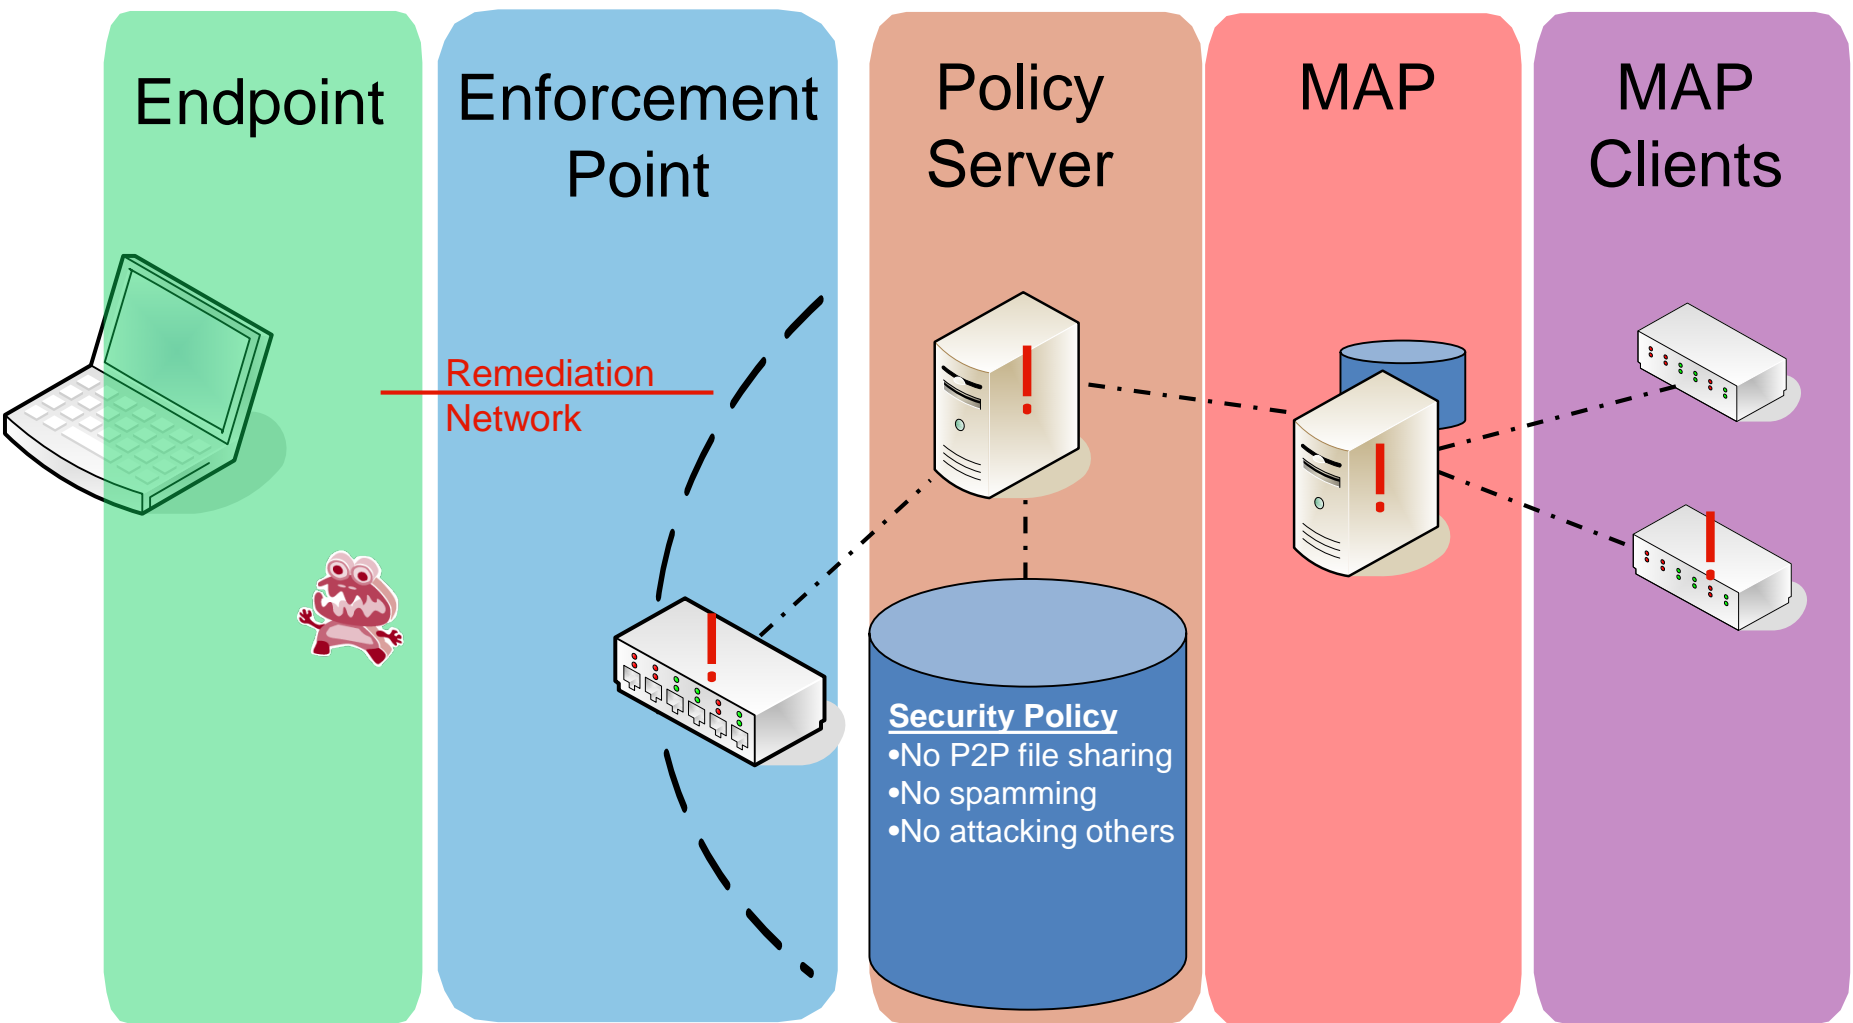 Endpoint
Enforcement
Point
Policy
Server
MAP
MAP
Clients
Remediation
Network
!
!
!
!
Security Policy
•No P2P file sharing
•No spamming
•No attacking others